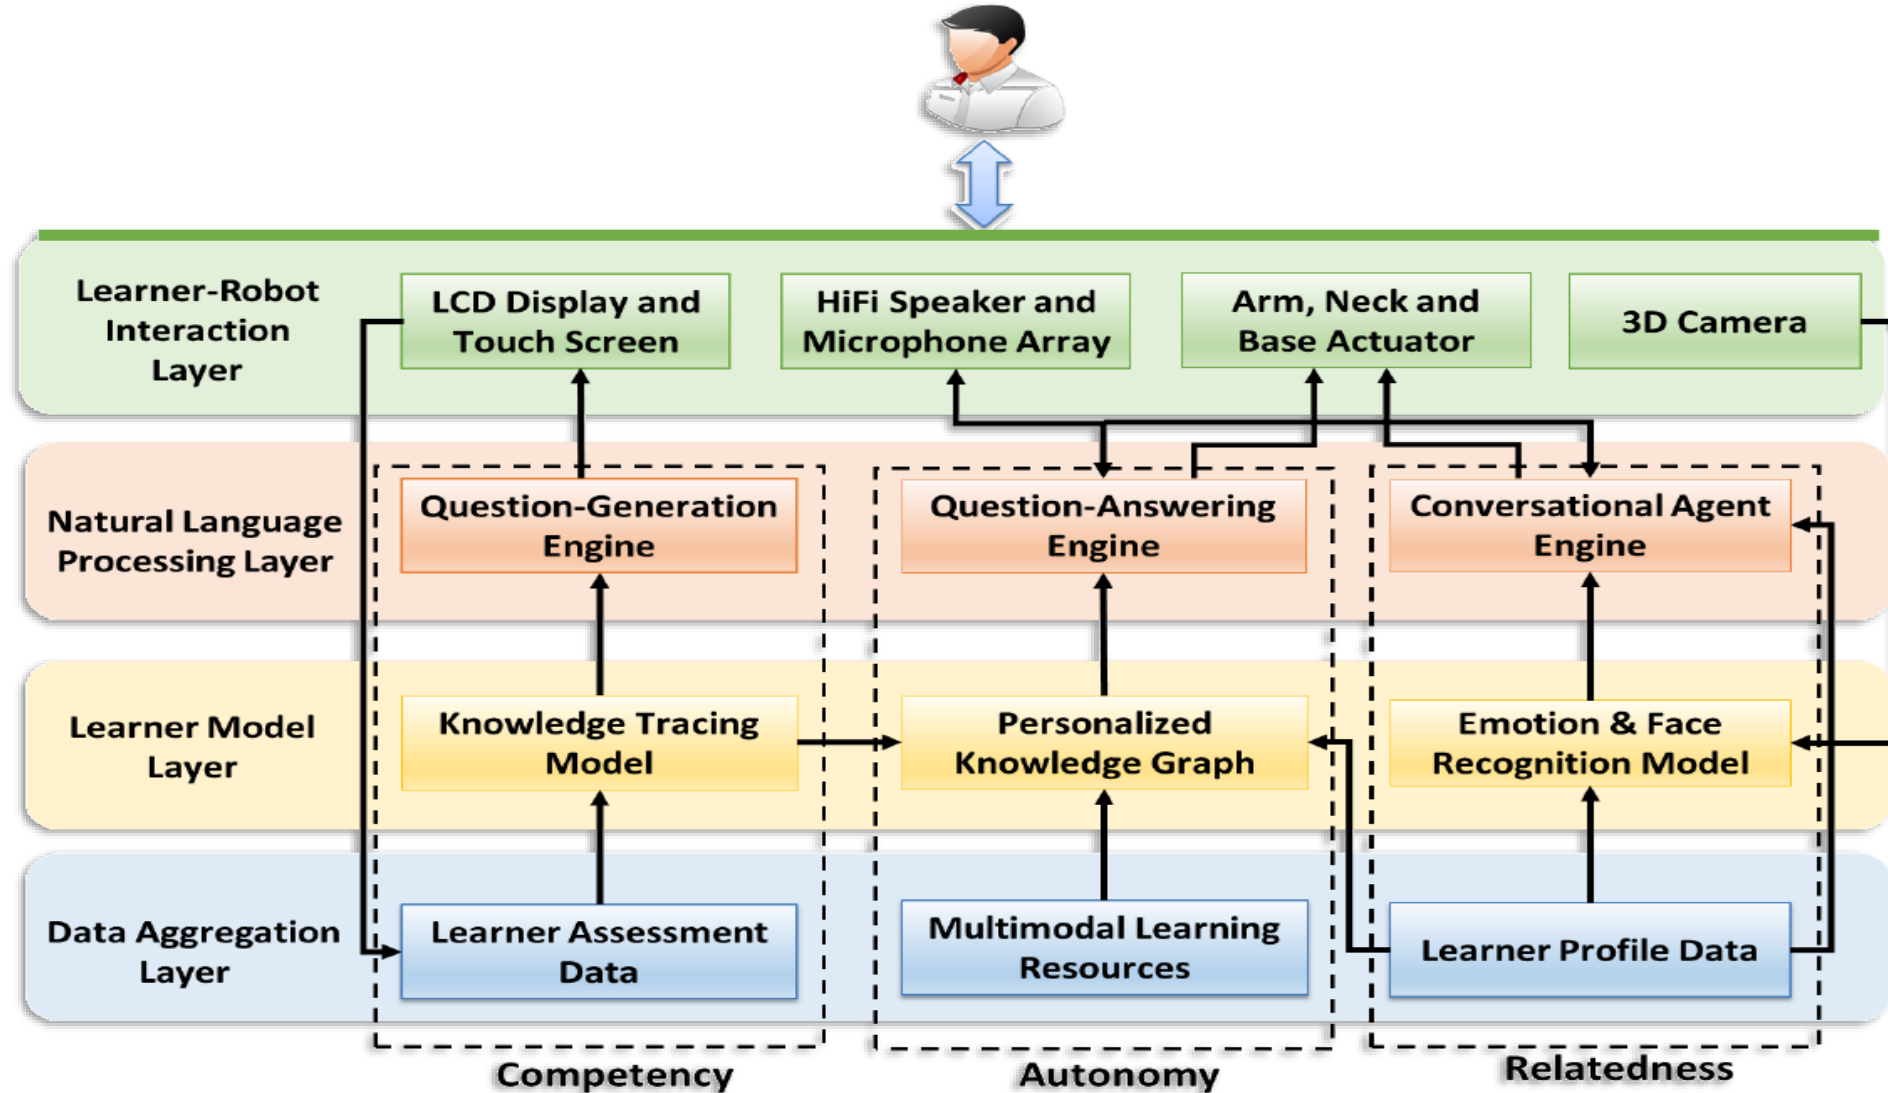 Learner-Robot
Interaction
Layer
LCD Display and
Touch Screen
HiFi Speaker and
Microphone Array
Arm, Neck and
Base Actuator
3D Camera
Natural Language
Processing Layer
Question-Generation
Engine
Question-Answering
Engine
Conversational Agent
Engine
Learner Model
Layer
Knowledge Tracing
Model
Personalized
Knowledge Graph
Emotion & Face
Recognition Model
Data Aggregation
Layer
Learner Assessment
Data
Multimodal Learning
Resources
Learner Profile Data
Competency
Autonomy
Relatedness